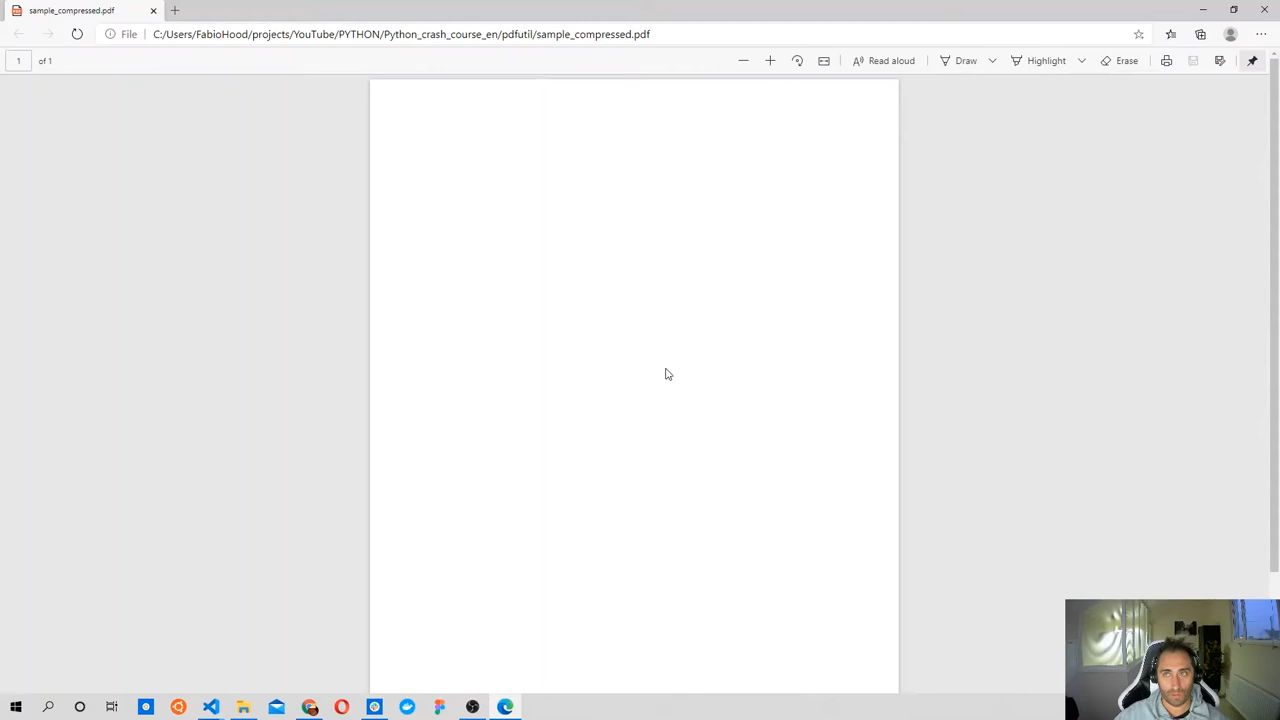 sample_compressed.pdf
File C:/Users/FabioHood/projects/YouTube/PYTHON/Python_crash_course_en/pdfutil/sample_compressed.pdf
1 of 1 Read aloud Draw Highlight Erase